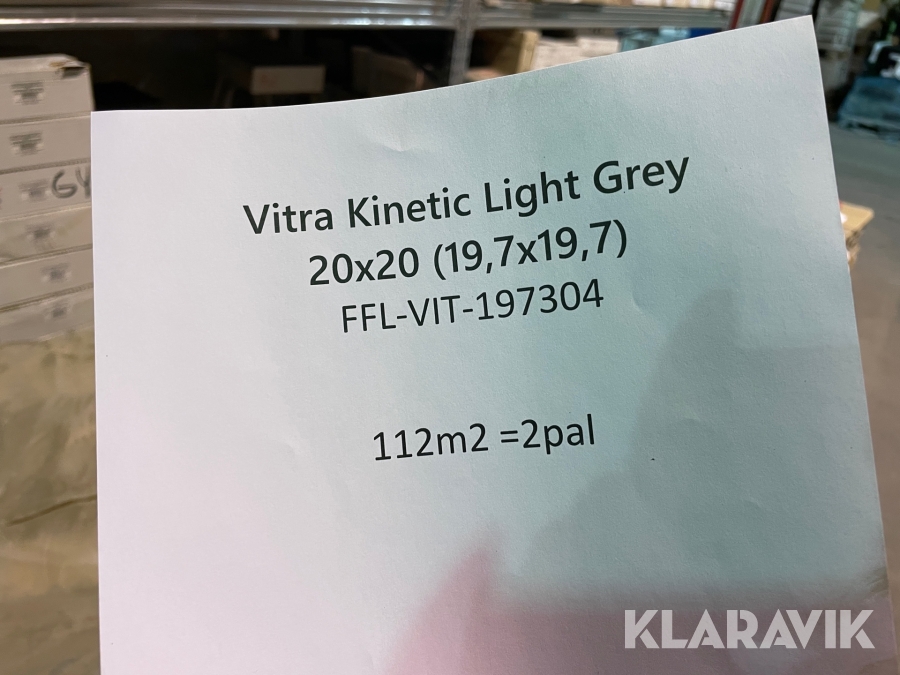 Vitra Kinetic Light Grey
20x20 (19,7x19,7)
FFL-VIT-197304
112m2 =2pal
KLARAVIK